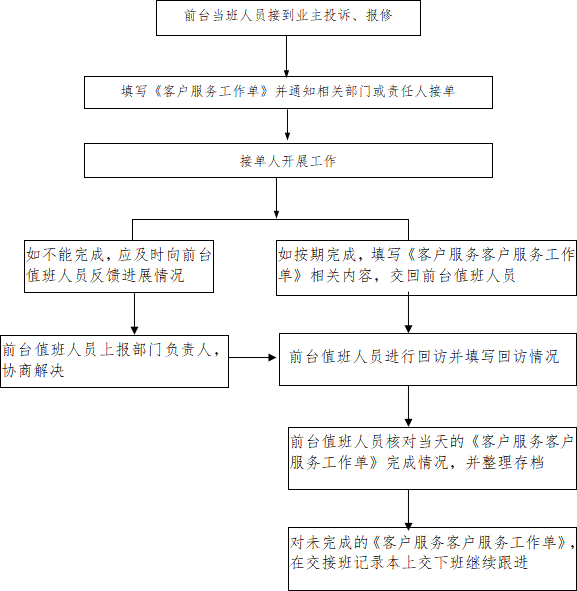 前台当班人员接到业主投诉、报修
填写《客户服务工作单》并通知相关部门或责任人接单
接单人开展工作
如不能完成，应及时向前台
值班人员反馈进展情况
如按期完成，填写《客户服务客户服务工作
单》相关内容，交回前台值班人员
前台值班人员上报部门负责人，
协商解决
前台值班人员进行回访并填写回访情况
前台值班人员核对当天的《客户服务客户
服务工作单》完成情况，并整理存档
对未完成的《客户服务客户服务工作单》，
在交接班记录本上交下班继续跟进